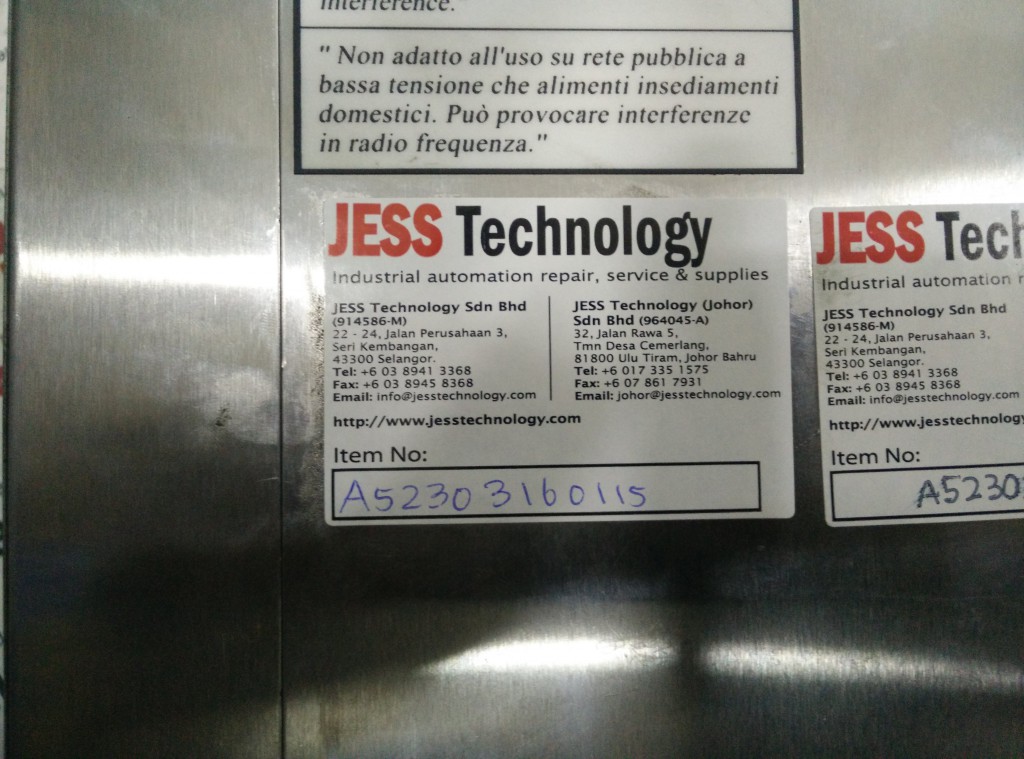 interference."
" Non adatto all'uso su rete pubblica a
bassa tensione che alimenti insediamenti
domestici. Può provocare interferenze
in radio frequenza."
JESS Technology
Industrial automation repair, service & supplies
JESS Technology Sdn Bhd
(914586-M)
22 - 24, Jalan Perusahaan 3,
Seri Kembangan,
43300 Selangor.
Tel: +6 03 8941 3368
Fax: +6 03 8945 8368
Email: info@jesstechnology.com
JESS Technology (Johor)
Sdn Bhd (964045-A)
32, Jalan Rawa 5,
Tmn Desa Cemerlang,
81800 Ulu Tiram, Johor Bahru
Tel: +6 017 335 1575
Fax: +6 07 861 7931
Email: johor@jesstechnology.com
http://www.jesstechnology.com
Item No:
A52303160115
JESS Tech
Industrial automation r
JESS Technology Sdn Bhd
(914586-M)
22 - 24, Jalan Perusahaan 3,
Seri Kembangan,
43300 Selangor.
Tel: +6 03 8941 3368
Fax: +6 03 8945 8368
Email: info@jesstechnology.com
http://www.jesstechnology
Item No:
A5230